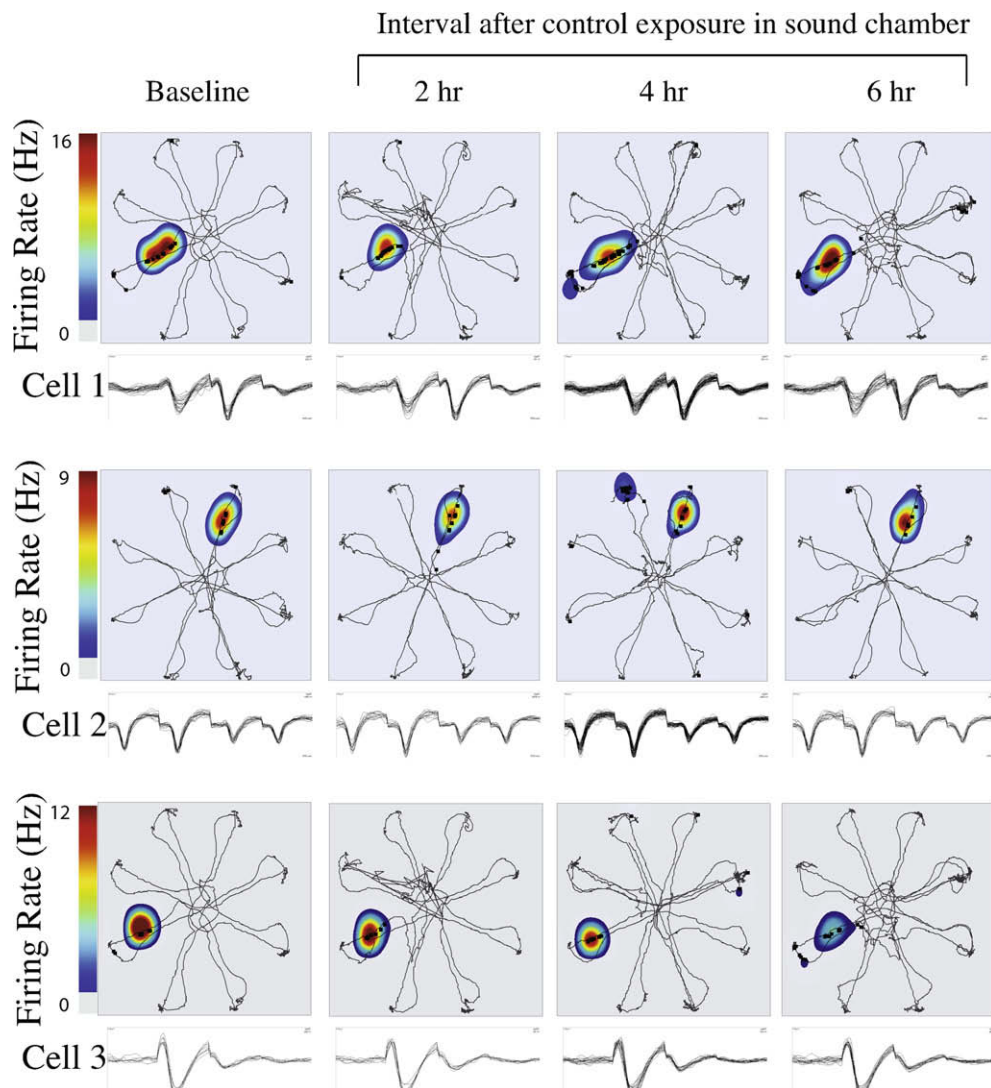 Interval after control exposure in sound chamber
Baseline
2 hr
4 hr
6 hr
Firing Rate (Hz)
16
0
Cell 1
Firing Rate (Hz)
9
0
Cell 2
Firing Rate (Hz)
12
0
Cell 3